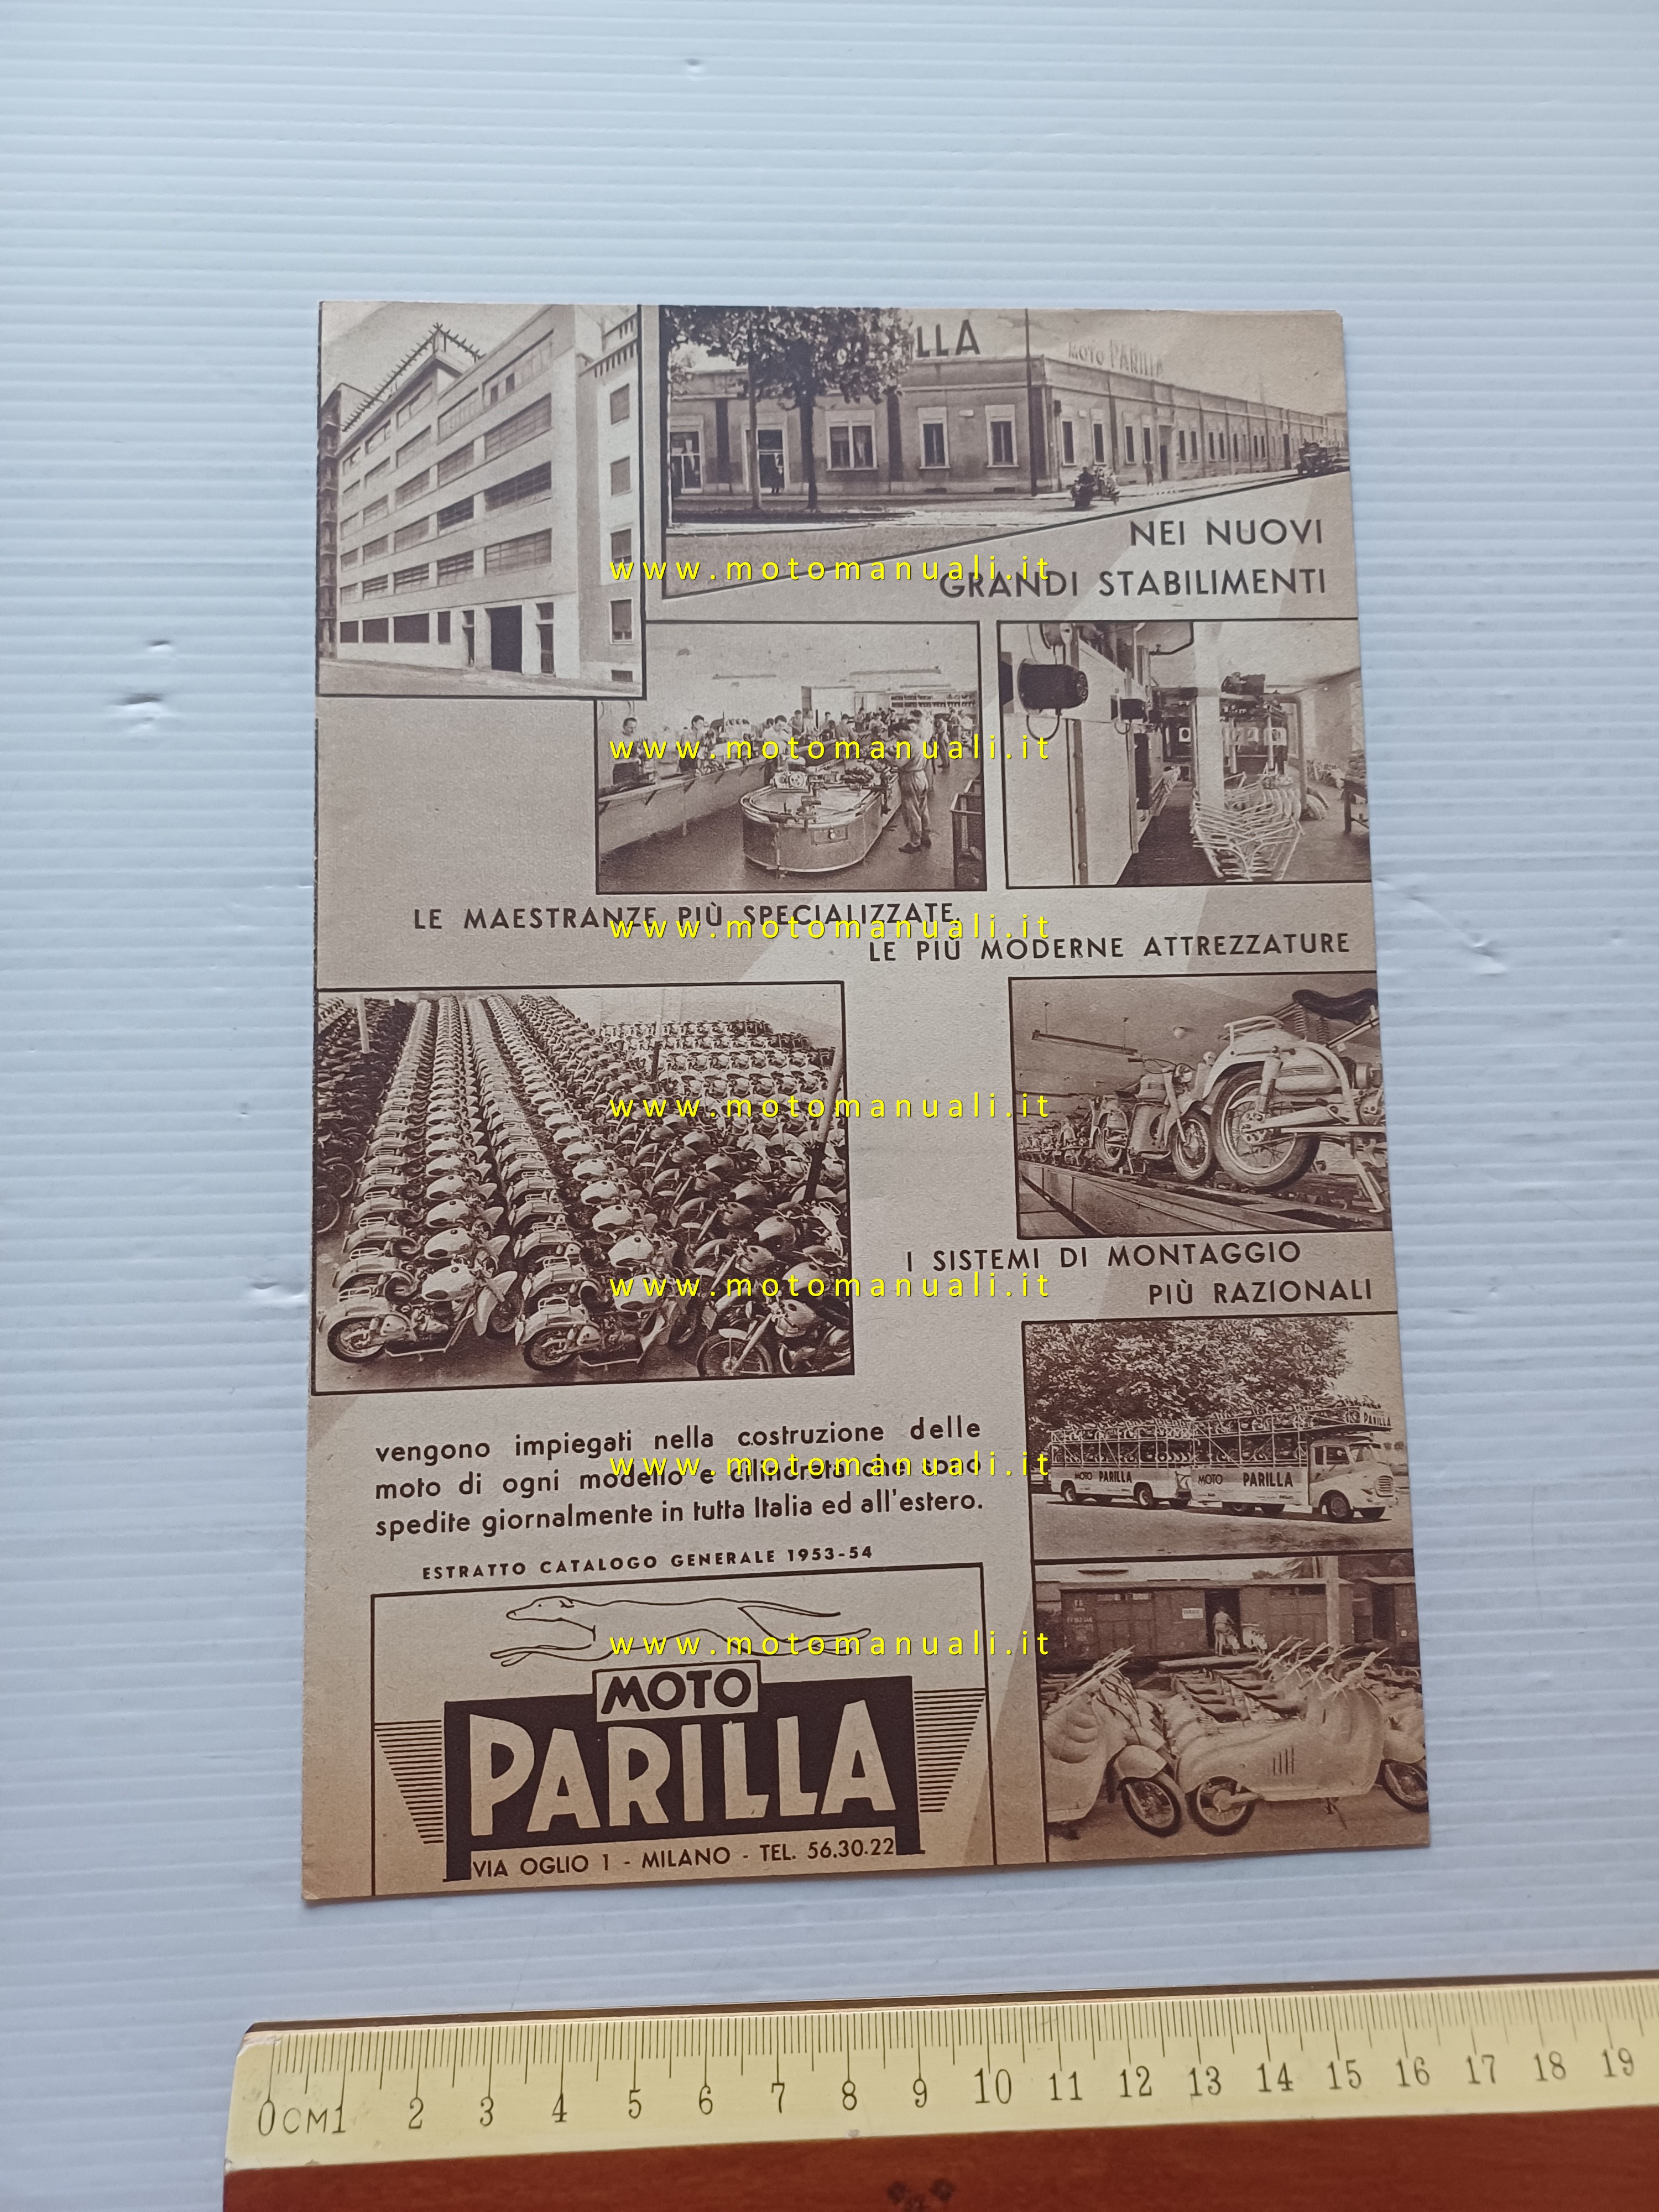 LLA
MOTO PARILLA
NEI NUOVI
GRANDI STABILIMENTI
www.motomanuali.it
www.motomanuali.it
LE MAESTRANZE PIÙ SPECIALIZZATE,
www.motomanuali.it
LE PIÙ MODERNE ATTREZZATURE
www.motomanuali.it
I SISTEMI DI MONTAGGIO
PIÙ RAZIONALI
www.motomanuali.it
PARILLA
MOTO PARILLA MOTO PARILLA
vengono impiegati nella costruzione delle
moto di ogni modello e cilindrata che sono
www.motomanuali.it
spedite giornalmente in tutta Italia ed all'estero.
ESTRATTO CATALOGO GENERALE 1953-54
www.motomanuali.it
MOTO
PARILLA
VIA OGLIO 1 - MILANO - TEL. 56.30.22
0CM1 2 3 4 5 6 7 8 9 10 11 12 13 14 15 16 17 18 19